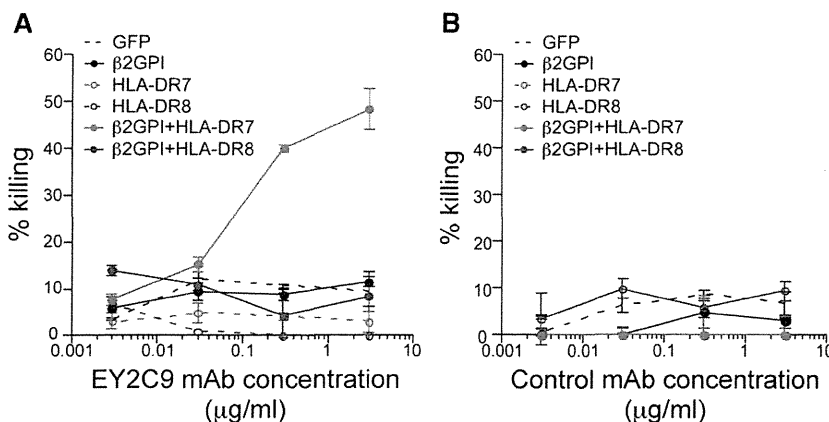 A
GFP
β2GPI
HLA-DR7
HLA-DR8
β2GPI+HLA-DR7
β2GPI+HLA-DR8
60
50
40
30
20
10
0
% killing
0.001
0.01
0.1
1
10
EY2C9 mAb concentration
(μg/ml)
B
GFP
β2GPI
HLA-DR7
HLA-DR8
β2GPI+HLA-DR7
β2GPI+HLA-DR8
60
50
40
30
20
10
0
% killing
0.001
0.01
0.1
1
10
Control mAb concentration
(μg/ml)